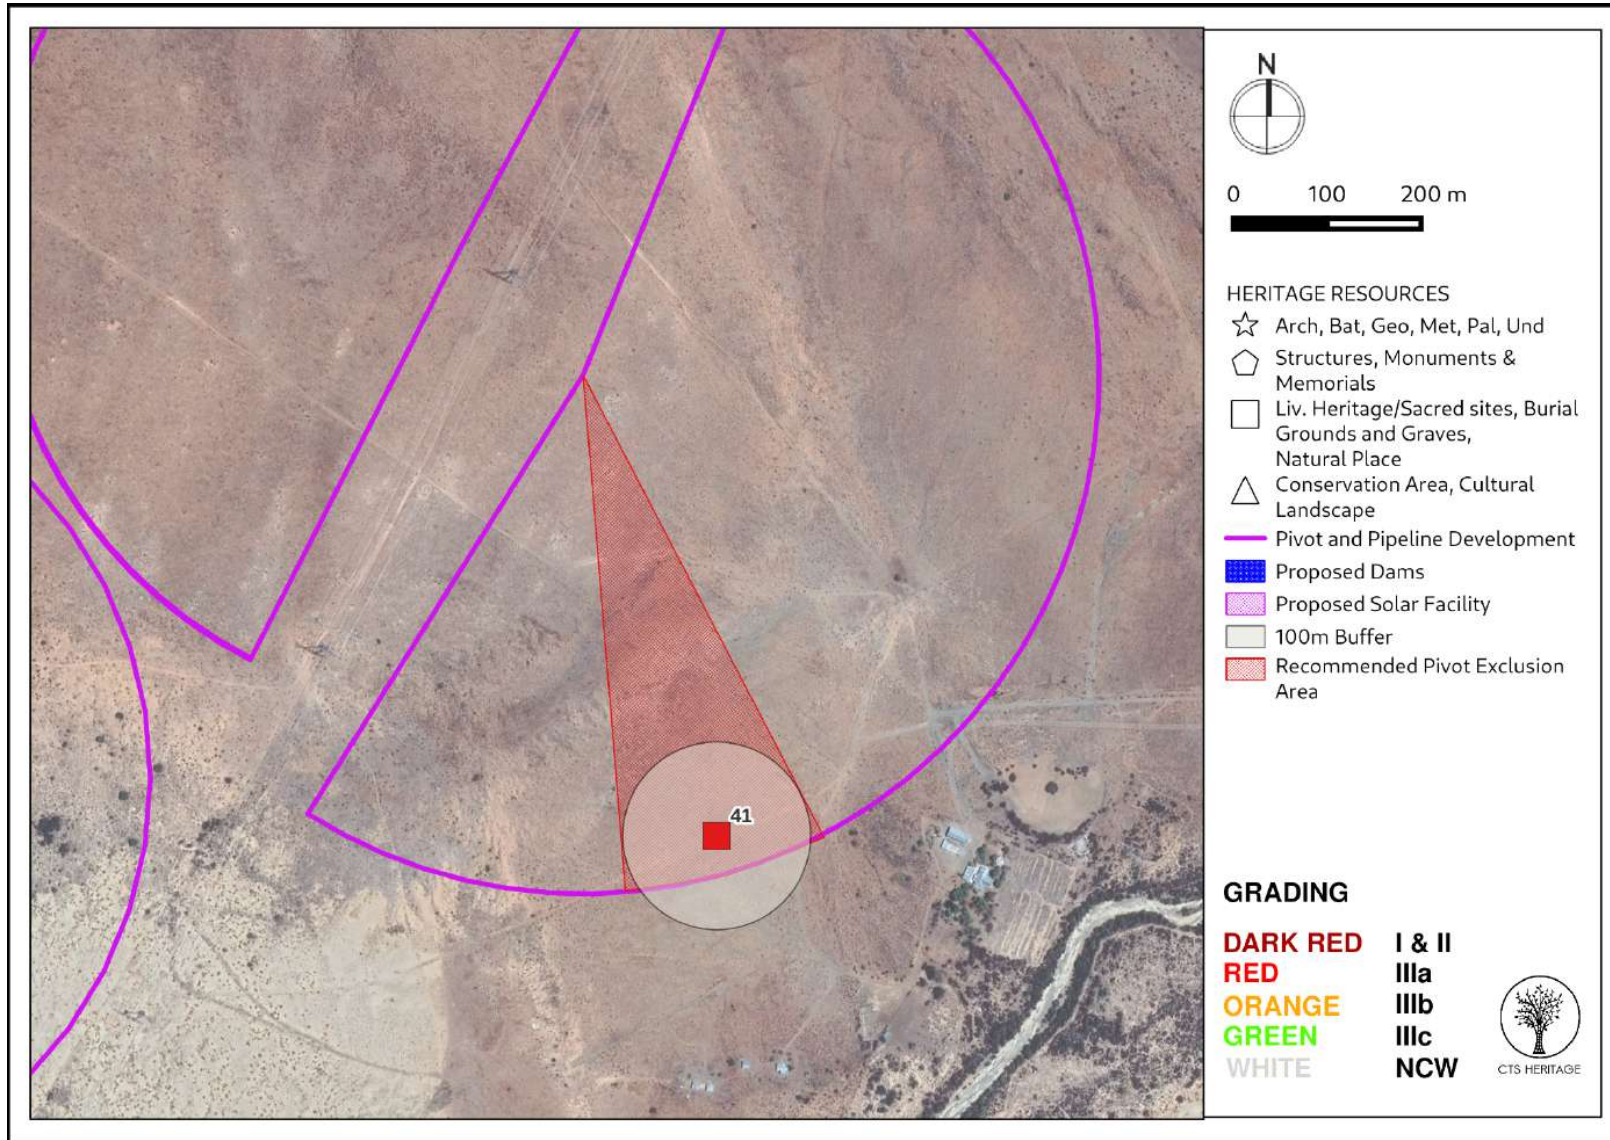 N
0 100 200 m
HERITAGE RESOURCES
Arch, Bat, Geo, Met, Pal, Und
Structures, Monuments &
Memorials
Liv. Heritage/Sacred sites, Burial
Grounds and Graves,
Natural Place
Conservation Area, Cultural
Landscape
Pivot and Pipeline Development
Proposed Dams
Proposed Solar Facility
100m Buffer
Recommended Pivot Exclusion
Area
41
GRADING
DARK RED I & II
RED IIIa
ORANGE IIIb
GREEN IIIc
WHITE NCW
CTS HERITAGE